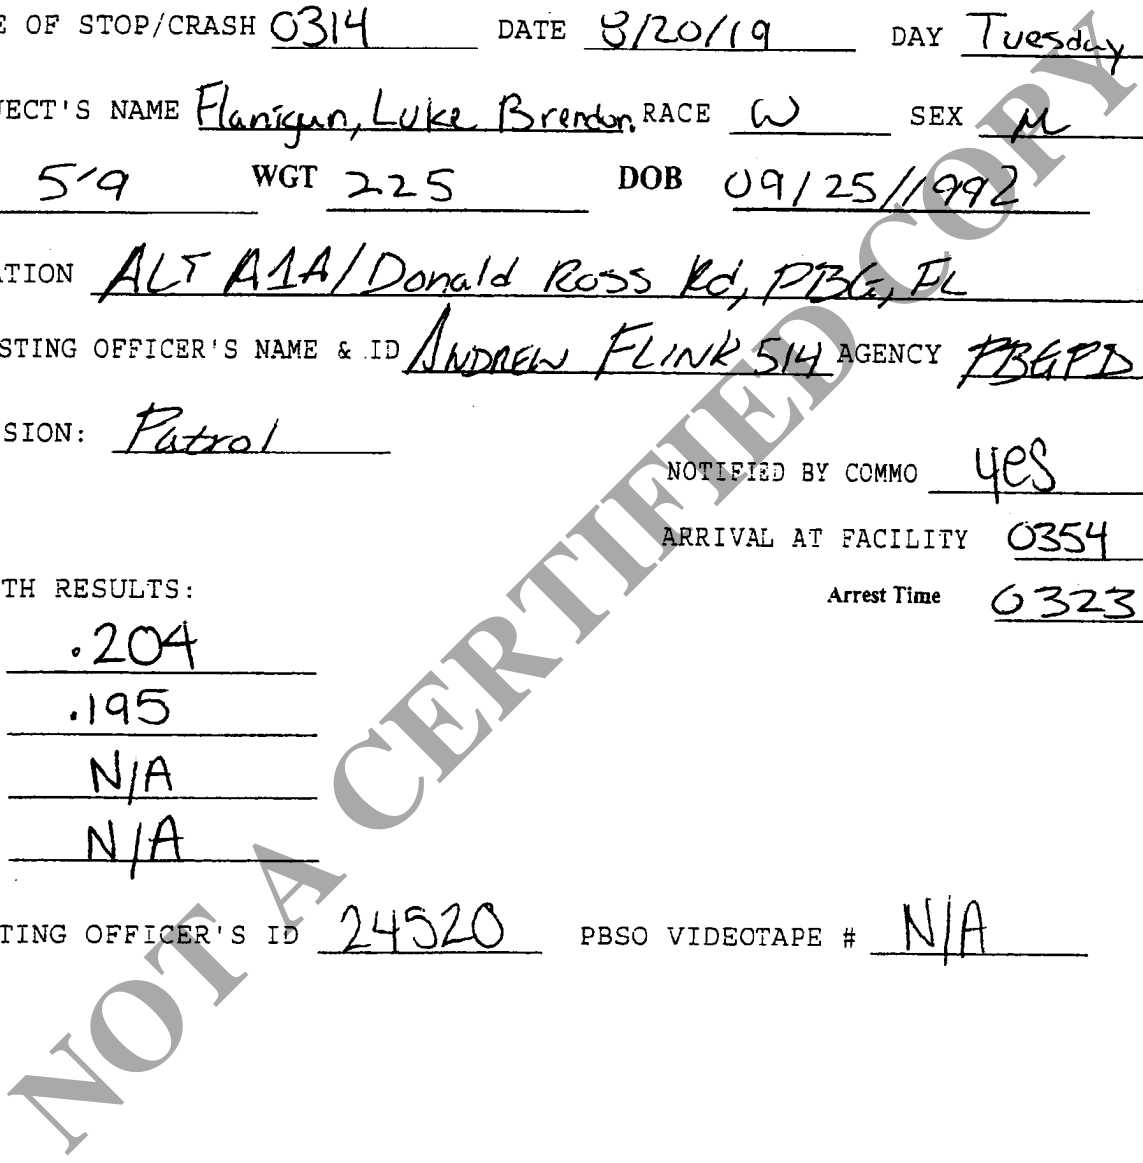 E OF STOP/CRASH 0314 DATE 8/20/19 DAY Tuesday
JECT'S NAME Flanigan, Luke Brendon RACE W SEX M
5'9 WGT 225 DOB 09/25/1992
ATION ALT A1A/Donald Ross Rd, PBG, FL
STING OFFICER'S NAME & ID ANDREW FLINK 514 AGENCY PBGPD
SION: Patrol
NOTIFIED BY COMMO yes
ARRIVAL AT FACILITY 0354
TH RESULTS: Arrest Time 0323
.204
.195
N/A
N/A
TING OFFICER'S ID 24520 PBSO VIDEOTAPE # N/A
NOT A CERTIFIED COPY